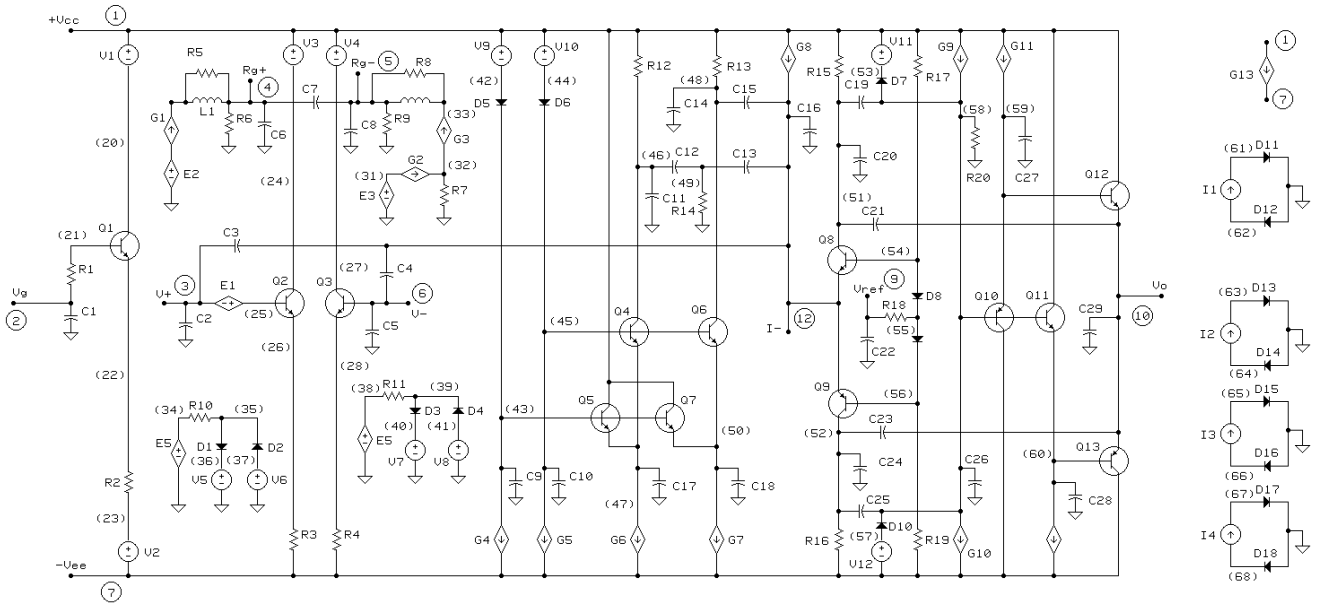 +Vcc 1
V1 V3 V4 V9 V10 G8 V11 G9 G11 1
R5 Rg+ Rg- 5 R8 R12 R13 R15 (53) D7 R17
4 C7 (42) (44) (48) C15 C19 G13
L1 D5 D6 C14 C16 (58) (59) 7
G1 R6 C6 C8 R9 (33) G3
(20) G2 (32) (46) C12 C13 C20 R20 C27 (61) D11
E2 (24) (31) (49) Q12
E3 R7 C11 R14 (51) I1
C21 D12
(21) Q1 C3 Q8 (54) (62)
R1 3 Q2 (27) C4 9
Vg V+ E1 Q3 6 Vref R18 D8 Q10 Q11 Vo (63) D13
2 C1 C2 (25) C5 V- Q4 Q6 12 C29 10
(26) (45) I- (55) I2
(28) C22 D14
(22) R11 (64)
(38) (39) Q9 (56) (65) D15
(34) R10 (35) D3 D4 (43) Q5 Q7
E5 D1 D2 E5 (40) (41) (50) (52) C23 (60) Q13 I3
(36) (37) V7 V8 D16
R2 V5 V6 C9 C10 C17 C18 C24 C26 (66)
(47) C25 C28 (67) D17
(23) R3 R4 G4 G5 G6 G7 R16 (57) D10 R19 G10 I4
V2 V12 D18
-Vee (68)
7